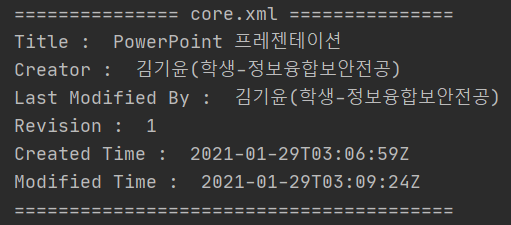 =============== core.xml ===============
Title :  PowerPoint 프레젠테이션
Creator :  김기윤(학생-정보융합보안전공)
Last Modified By :  김기윤(학생-정보융합보안전공)
Revision :  1
Created Time :  2021-01-29T03:06:59Z
Modified Time :  2021-01-29T03:09:24Z
========================================